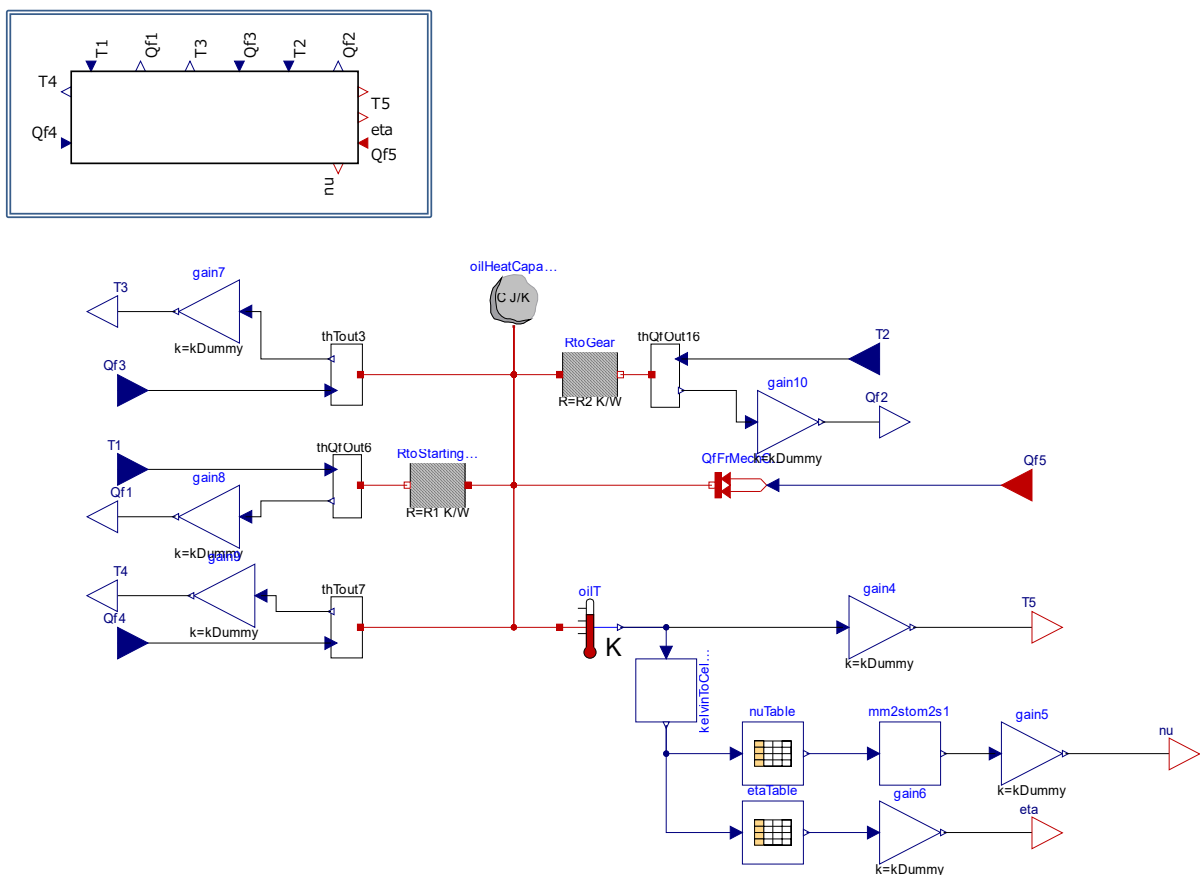 T1
Qf1
T3
Qf3
T2
Qf2
T4
Qf4
T5
eta
Qf5
nu
oilHeatCapa...
C J/K
gain7
T3
k=kDummy
thTout3
Qf3
RtoGear
R=R2 K/W
thQfOut16
T2
gain10
Qf2
k=kDummy
T1
thQfOut6
RtoStarting...
R=R1 K/W
gain8
Qf1
k=kDummy
Qf5
T4
thTout7
k=kDummy
Qf4
oilT
K
gain4
T5
k=kDummy
kelvinToCel...
nuTable
mm2stom2s1
gain5
nu
k=kDummy
etaTable
gain6
eta
k=kDummy